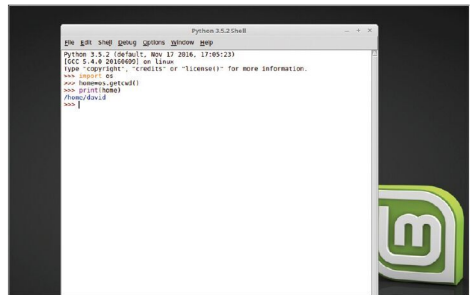 Python 3.5.2 Shell
File Edit Shell Debug Options Window Help
Python 3.5.2 (default, Nov 17 2016, 17:05:23)
[GCC 5.4.0 20160609] on linux
Type "copyright", "credits" or "license()" for more information.
>>> import os
>>> home=os.getcwd()
>>> print(home)
/home/david
>>>